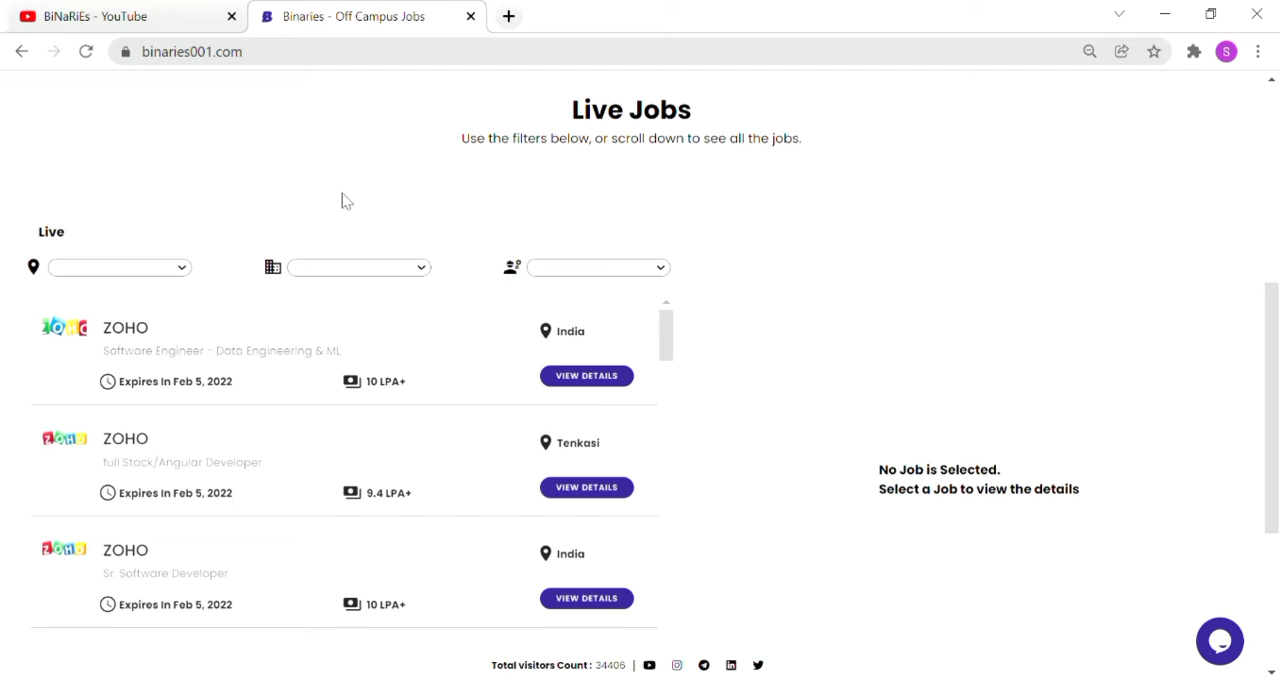 BiNaRiEs - YouTube
Binaries - Off Campus Jobs
binaries001.com
S
Live Jobs
Use the filters below, or scroll down to see all the jobs.
Live
ZOHO
ZOHO
India
Software Engineer - Data Engineering & ML
Expires In Feb 5, 2022
10 LPA+
VIEW DETAILS
ZOHO
ZOHO
Tenkasi
full Stack/Angular Developer
Expires In Feb 5, 2022
9.4 LPA+
VIEW DETAILS
No Job is Selected.
Select a Job to view the details
ZOHO
ZOHO
India
Sr. Software Developer
Expires In Feb 5, 2022
10 LPA+
VIEW DETAILS
Total visitors Count : 34406 |